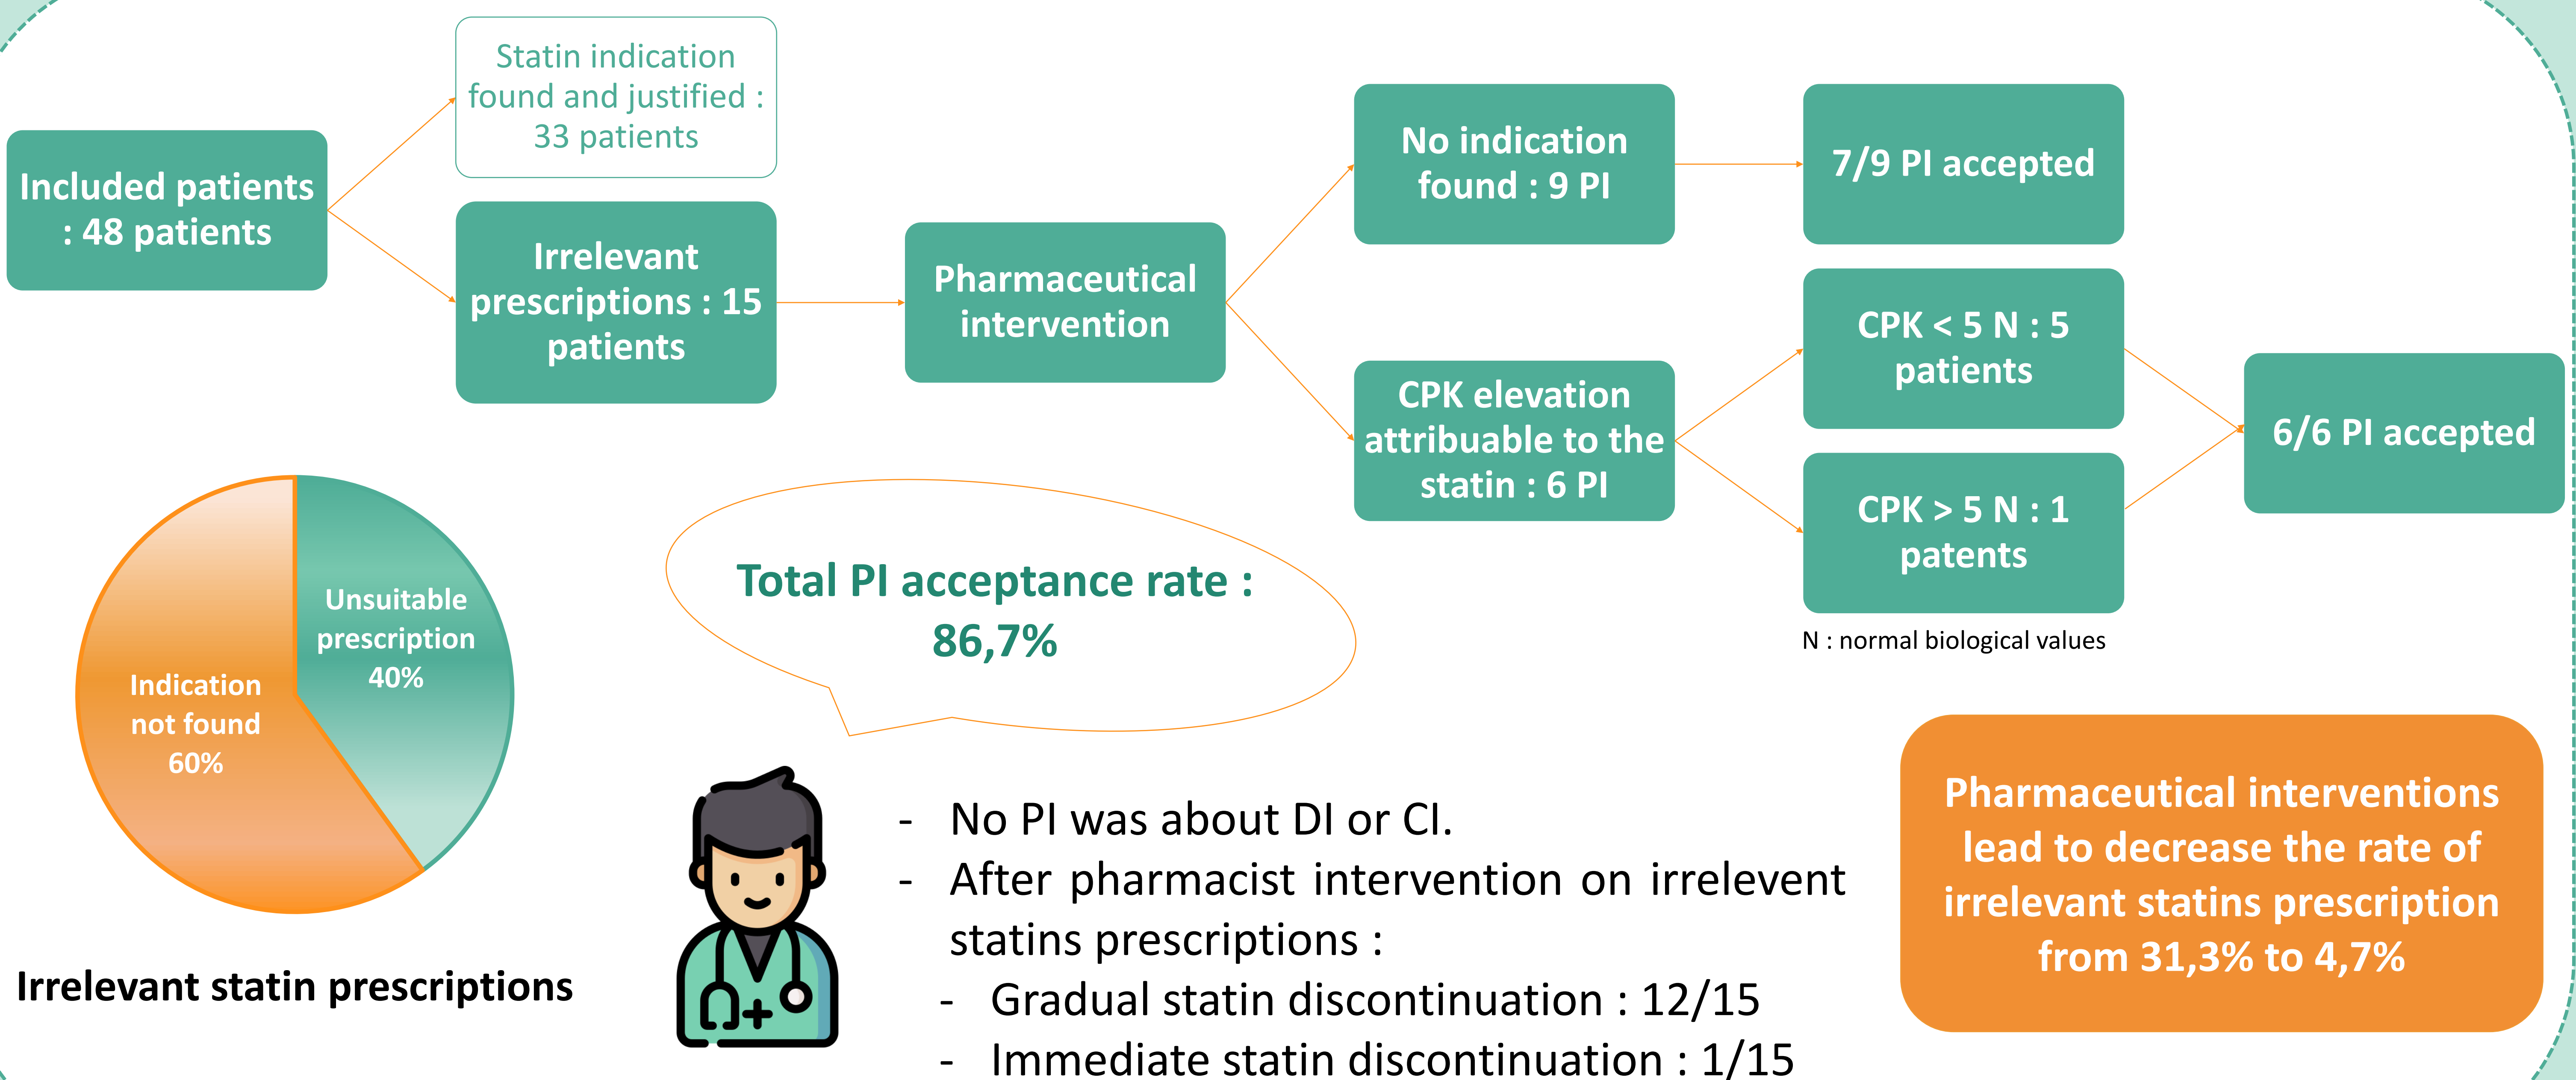 Statin indication
found and justified :
33 patients
Included patients
: 48 patients
Irrelevant
prescriptions : 15
patients
Pharmaceutical
intervention
No indication
found : 9 PI
7/9 PI accepted
CPK elevation
attribuable to the
statin : 6 PI
CPK < 5 N : 5
patients
CPK > 5 N : 1
patents
6/6 PI accepted
N : normal biological values
Unsuitable
prescription
40%
Indication
not found
60%
Irrelevant statin prescriptions
Total PI acceptance rate :
86,7%
- No PI was about DI or CI.
- After pharmacist intervention on irrelevent
statins prescriptions :
- Gradual statin discontinuation : 12/15
- Immediate statin discontinuation : 1/15
Pharmaceutical interventions
lead to decrease the rate of
irrelevant statins prescription
from 31,3% to 4,7%